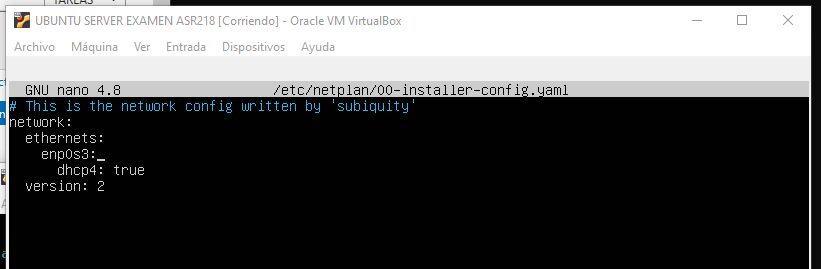 TAREAS
UBUNTU SERVER EXAMEN ASR218 [Corriendo] - Oracle VM VirtualBox
Archivo Máquina Ver Entrada Dispositivos Ayuda
GNU nano 4.8 /etc/netplan/00-installer-config.yaml
# This is the network config written by 'subiquity'
network:
  ethernets:
    enp0s3:_
      dhcp4: true
  version: 2